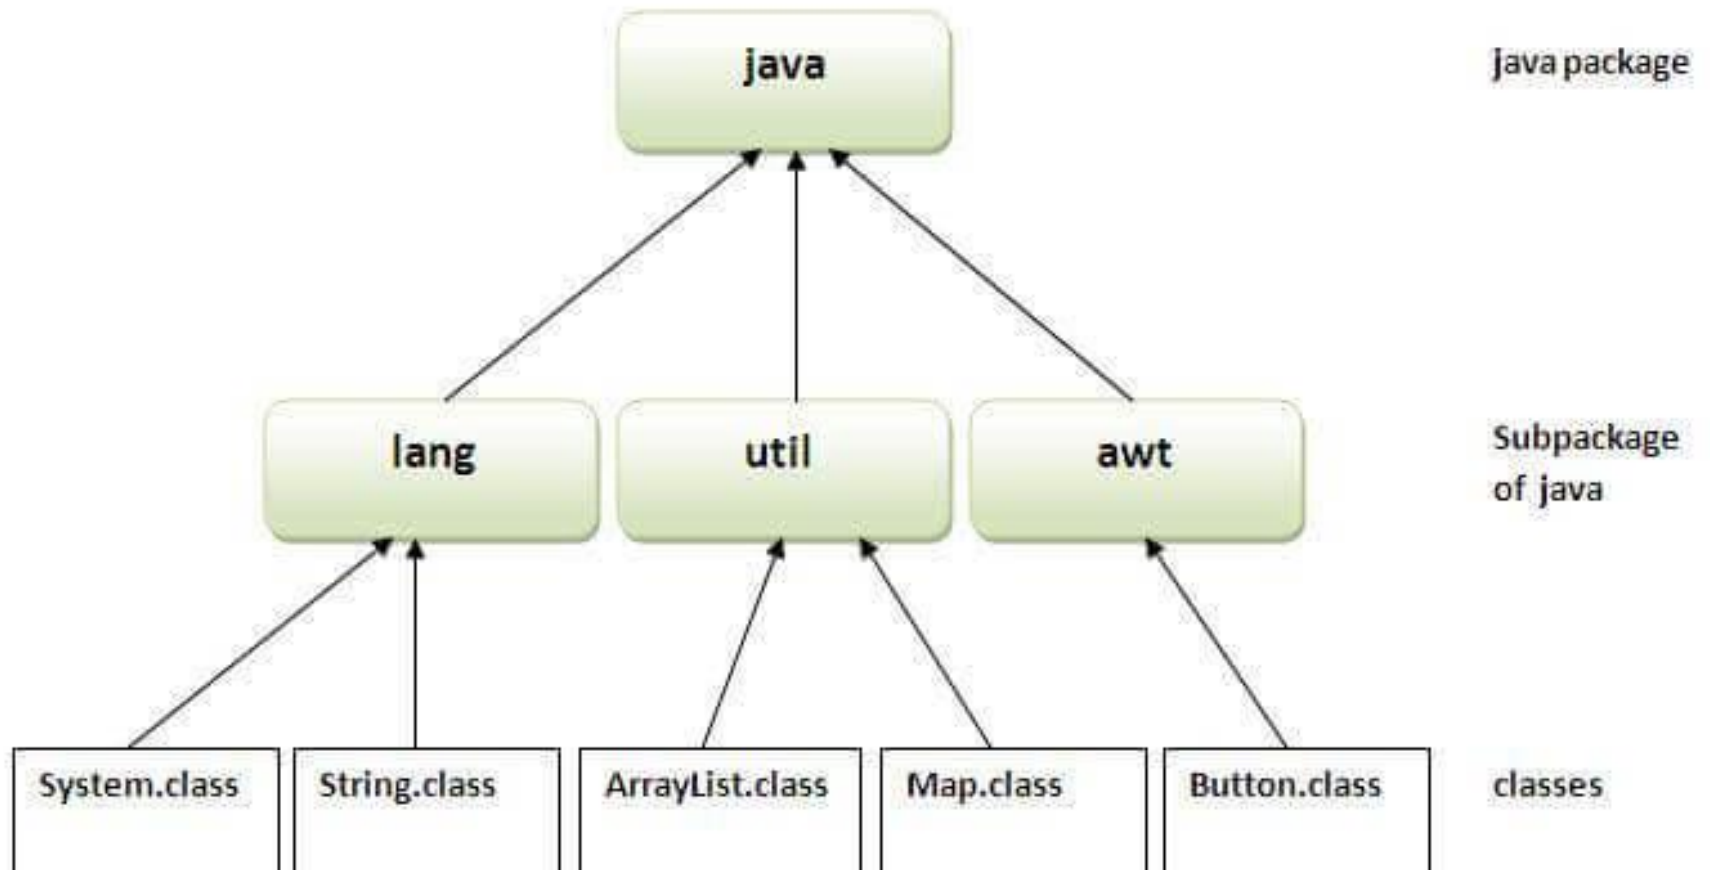 java
java package
lang
util
awt
Subpackage
of java
System.class
String.class
ArrayList.class
Map.class
Button.class
classes